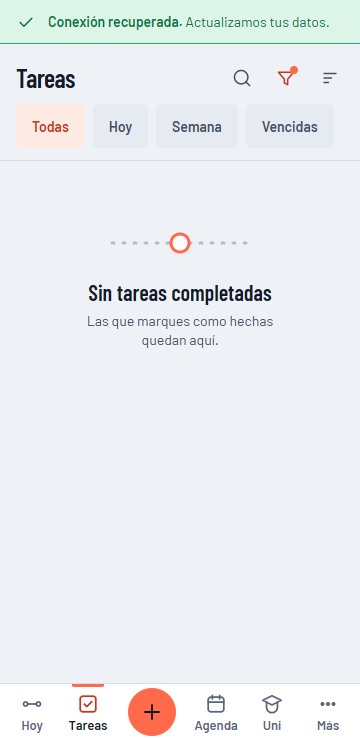 Conexión recuperada. Actualizamos tus datos.
Tareas
Todas Hoy Semana Vencidas
Sin tareas completadas
Las que marques como hechas
quedan aquí.
Hoy Tareas Agenda Uni Más